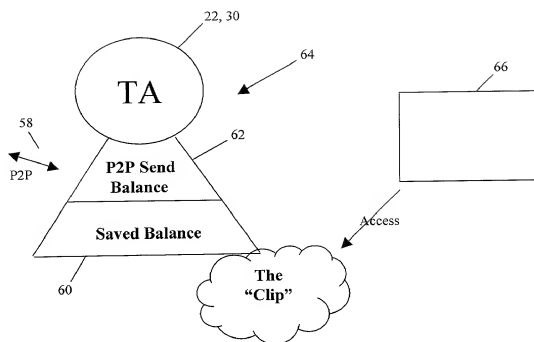 22, 30
TA
64
66
58
P2P
62
P2P Send
Balance
Saved Balance
Access
60
The
“Clip”